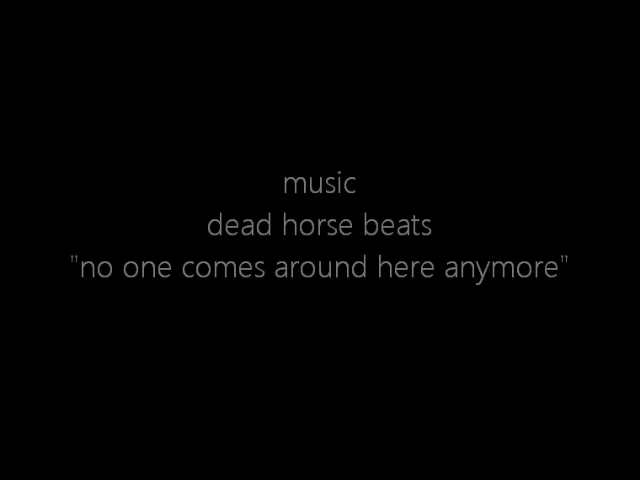 music
dead horse beats
"no one comes around here anymore"